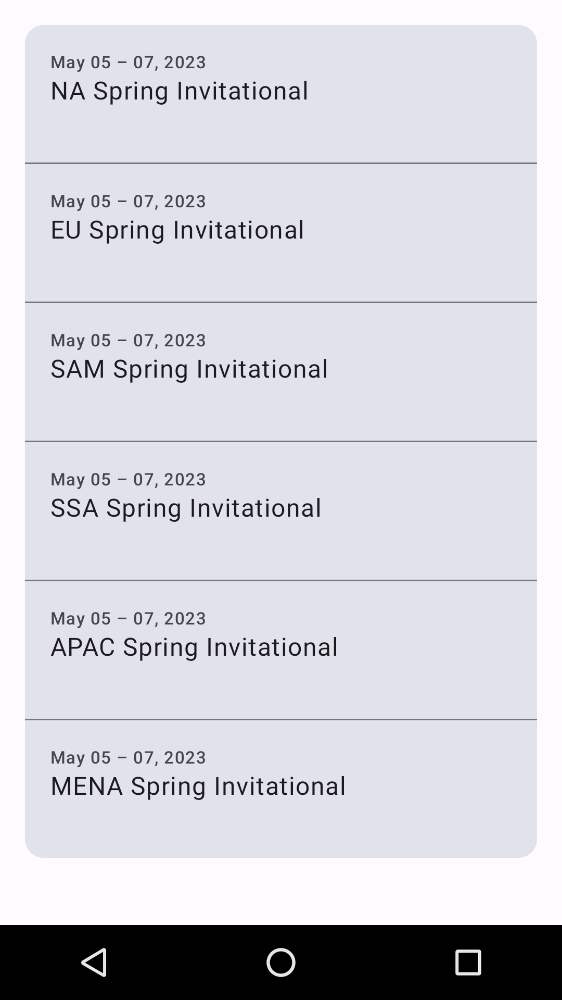 May 05 – 07, 2023
NA Spring Invitational
May 05 – 07, 2023
EU Spring Invitational
May 05 – 07, 2023
SAM Spring Invitational
May 05 – 07, 2023
SSA Spring Invitational
May 05 – 07, 2023
APAC Spring Invitational
May 05 – 07, 2023
MENA Spring Invitational